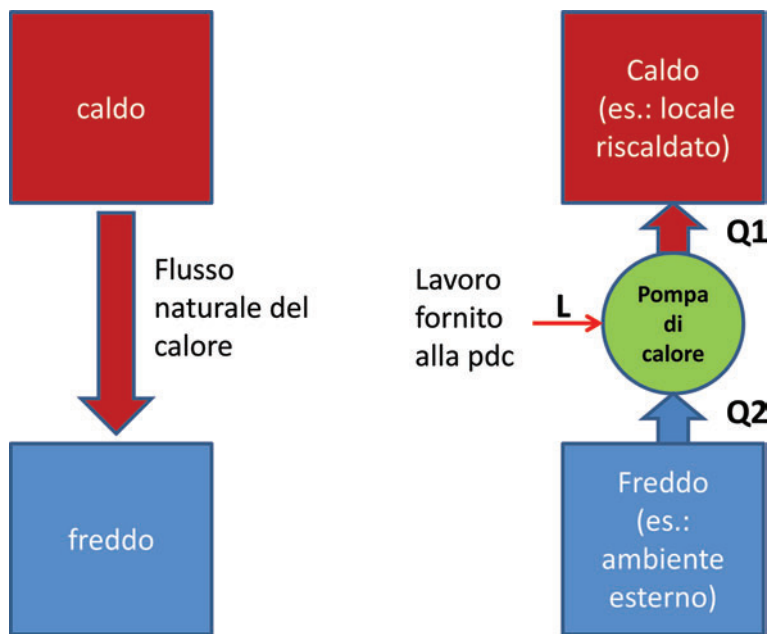 caldo
Flusso
naturale del
calore
freddo
Caldo
(es.: locale
riscaldato)
Q1
Lavoro
fornito
alla pdc
L
Pompa
di
calore
Q2
Freddo
(es.:
ambiente
esterno)